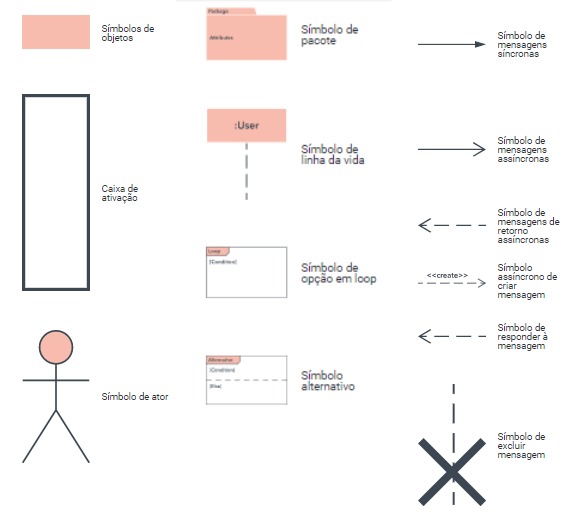 Símbolos de
objetos
Caixa de
ativação
Símbolo de ator
Package
Attributes
Símbolo de
pacote
:User
Símbolo de
linha da vida
Loop
[Condition]
Símbolo de
opção em loop
Alternative
[Condition]
[Else]
Símbolo
alternativo
Símbolo de
mensagens
síncronas
Símbolo de
mensagens
assíncronas
Símbolo de
mensagens de
retorno
assíncronas
<<create>>
Símbolo
assíncrono de
criar
mensagem
Símbolo de
responder à
mensagem
Símbolo de
excluir
mensagem